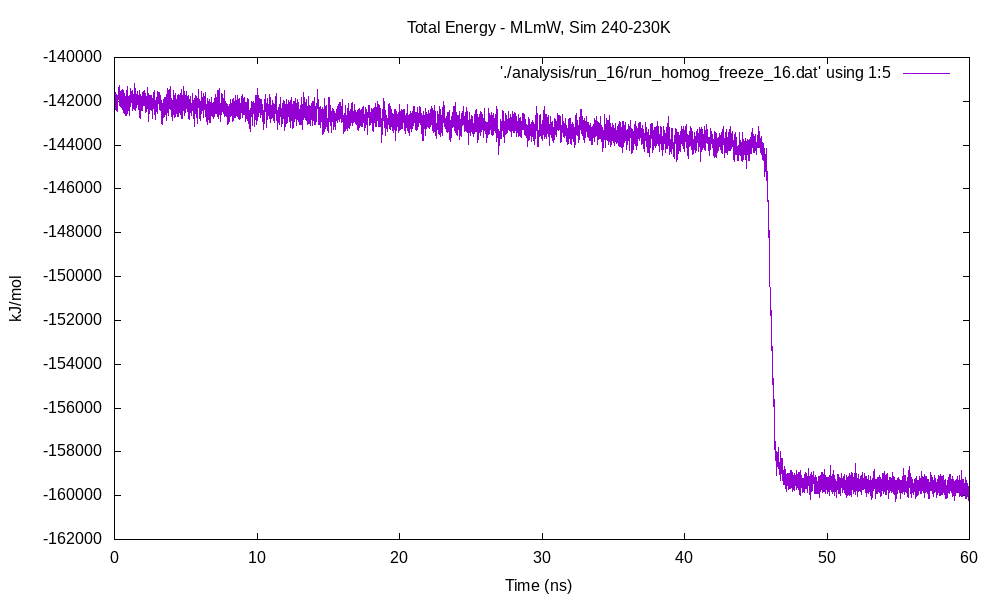 Total Energy - MLmW, Sim 240-230K
'./analysis/run_16/run_homog_freeze_16.dat' using 1:5
-140000
-142000
-144000
-146000
-148000
-150000
-152000
-154000
-156000
-158000
-160000
-162000
kJ/mol
0 10 20 30 40 50 60
Time (ns)